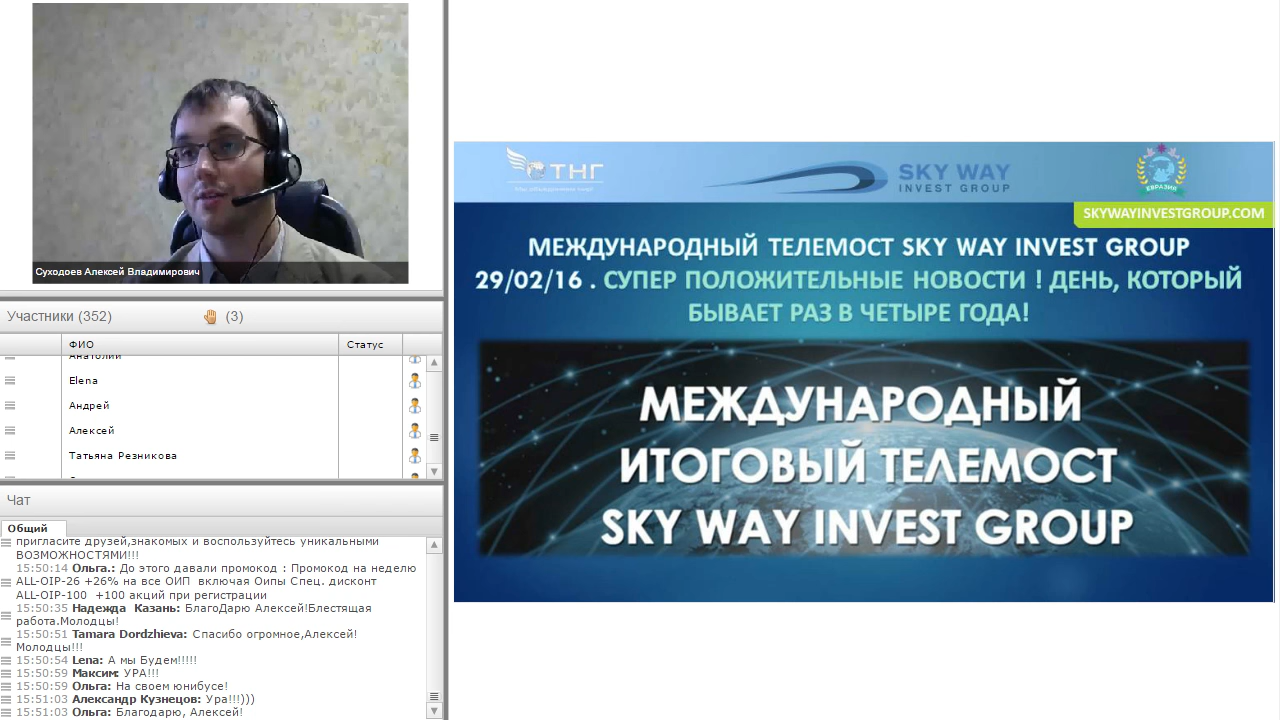 Суходоев Алексей Владимирович
Участники (352)
(3)
ФИО
Статус
Анатолий
Elena
Андрей
Алексей
Татьяна Резникова
Чат
Общий
пригласите друзей,знакомых и воспользуйтесь уникальными
ВОЗМОЖНОСТЯМИ!!!
15:50:14 Ольга.: До этого давали промокод : Промокод на неделю
ALL-OIP-26 +26% на все ОИП включая Оипы Спец. дисконт
ALL-OIP-100 +100 акций при регистрации
15:50:35 Надежда Казань: БлагоДарю Алексей!Блестящая
работа.Молодцы!
15:50:51 Tamara Dordzhieva: Спасибо огромное,Алексей!
Молодцы!!!
15:50:54 Lena: А мы Будем!!!!!
15:50:59 Максим: УРА!!!
15:50:59 Ольга: На своем юнибусе!
15:51:03 Александр Кузнецов: Ура!!!)))
15:51:03 Ольга: Благодарю, Алексей!
ТНГ
Мы объединяем мир!
SKY WAY
INVEST GROUP
ЕВРАЗИЯ
SKYWAYINVESTGROUP.COM
МЕЖДУНАРОДНЫЙ ТЕЛЕМОСТ SKY WAY INVEST GROUP
29/02/16 . СУПЕР ПОЛОЖИТЕЛЬНЫЕ НОВОСТИ ! ДЕНЬ, КОТОРЫЙ
БЫВАЕТ РАЗ В ЧЕТЫРЕ ГОДА!
МЕЖДУНАРОДНЫЙ
ИТОГОВЫЙ ТЕЛЕМОСТ
SKY WAY INVEST GROUP